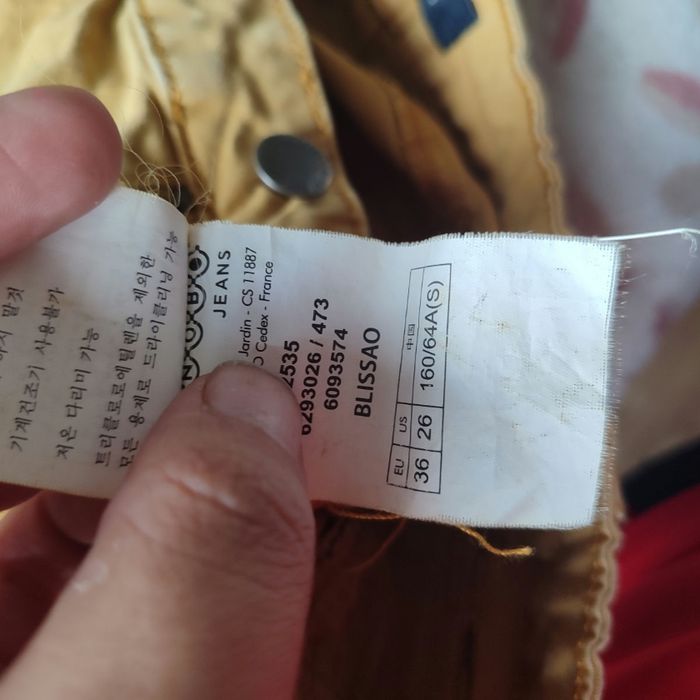 JEANS
Jardin - CS 11887
Cedex - France
2535
6293026 / 473
6093574
BLISSAO
EU US 中国
36 26 160/64A(S)
기계건조기 사용불가
저온 다리미 가능
트리클로로에틸렌을 제외한
모든 용제로 드라이클리닝 가능